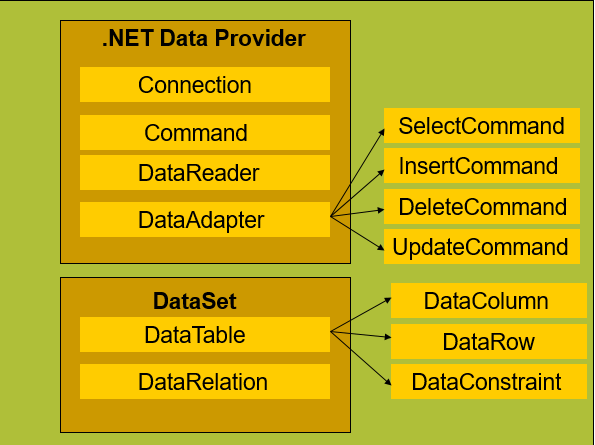 .NET Data Provider
Connection
Command
DataReader
DataAdapter
SelectCommand
InsertCommand
DeleteCommand
UpdateCommand
DataSet
DataTable
DataRelation
DataColumn
DataRow
DataConstraint